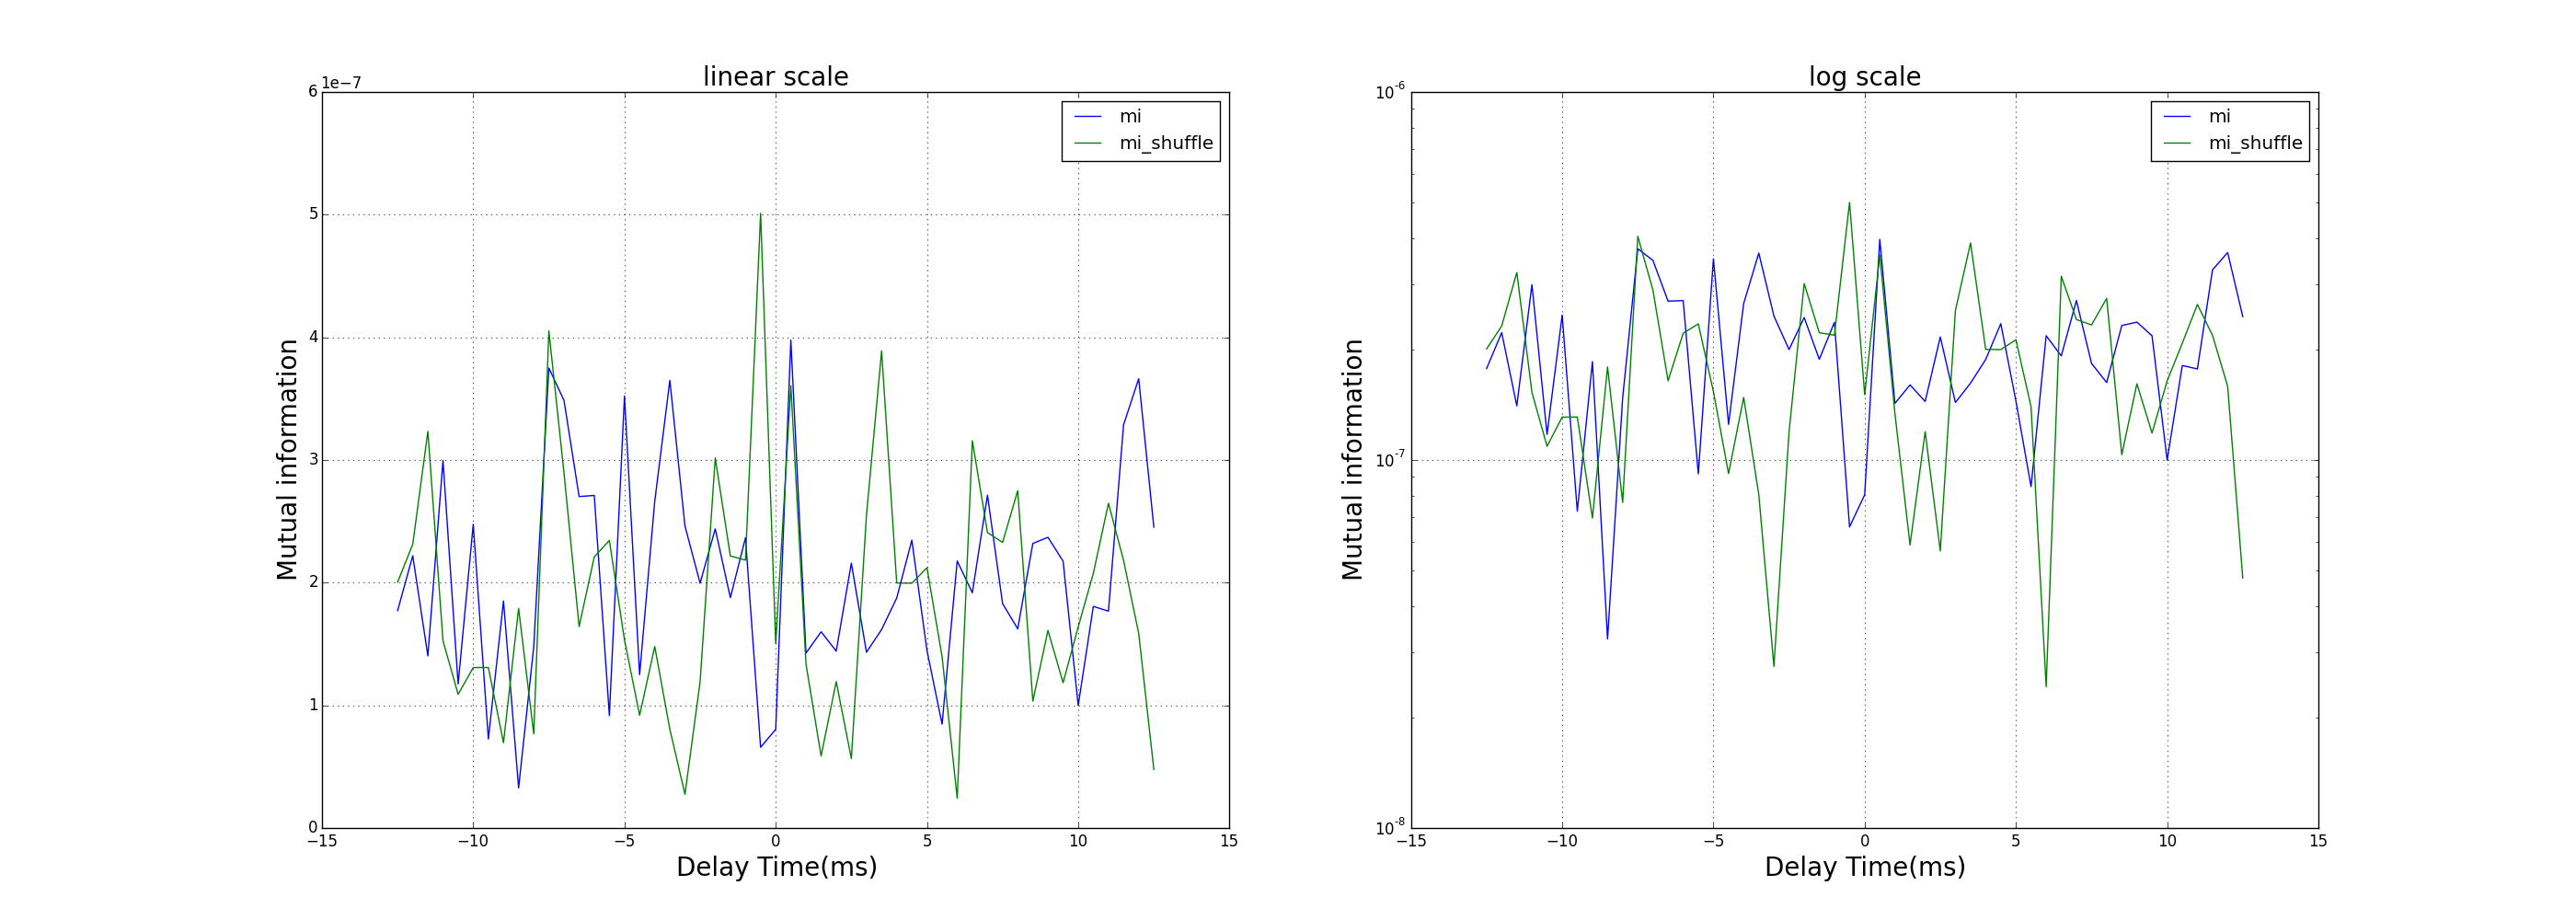 linear scale
1e−7
6
5
4
3
2
1
0
Mutual information
−15 −10 −5 0 5 10 15
Delay Time(ms)
mi
mi_shuffle
log scale
10^-6
10^-7
10^-8
Mutual information
−15 −10 −5 0 5 10 15
Delay Time(ms)
mi
mi_shuffle